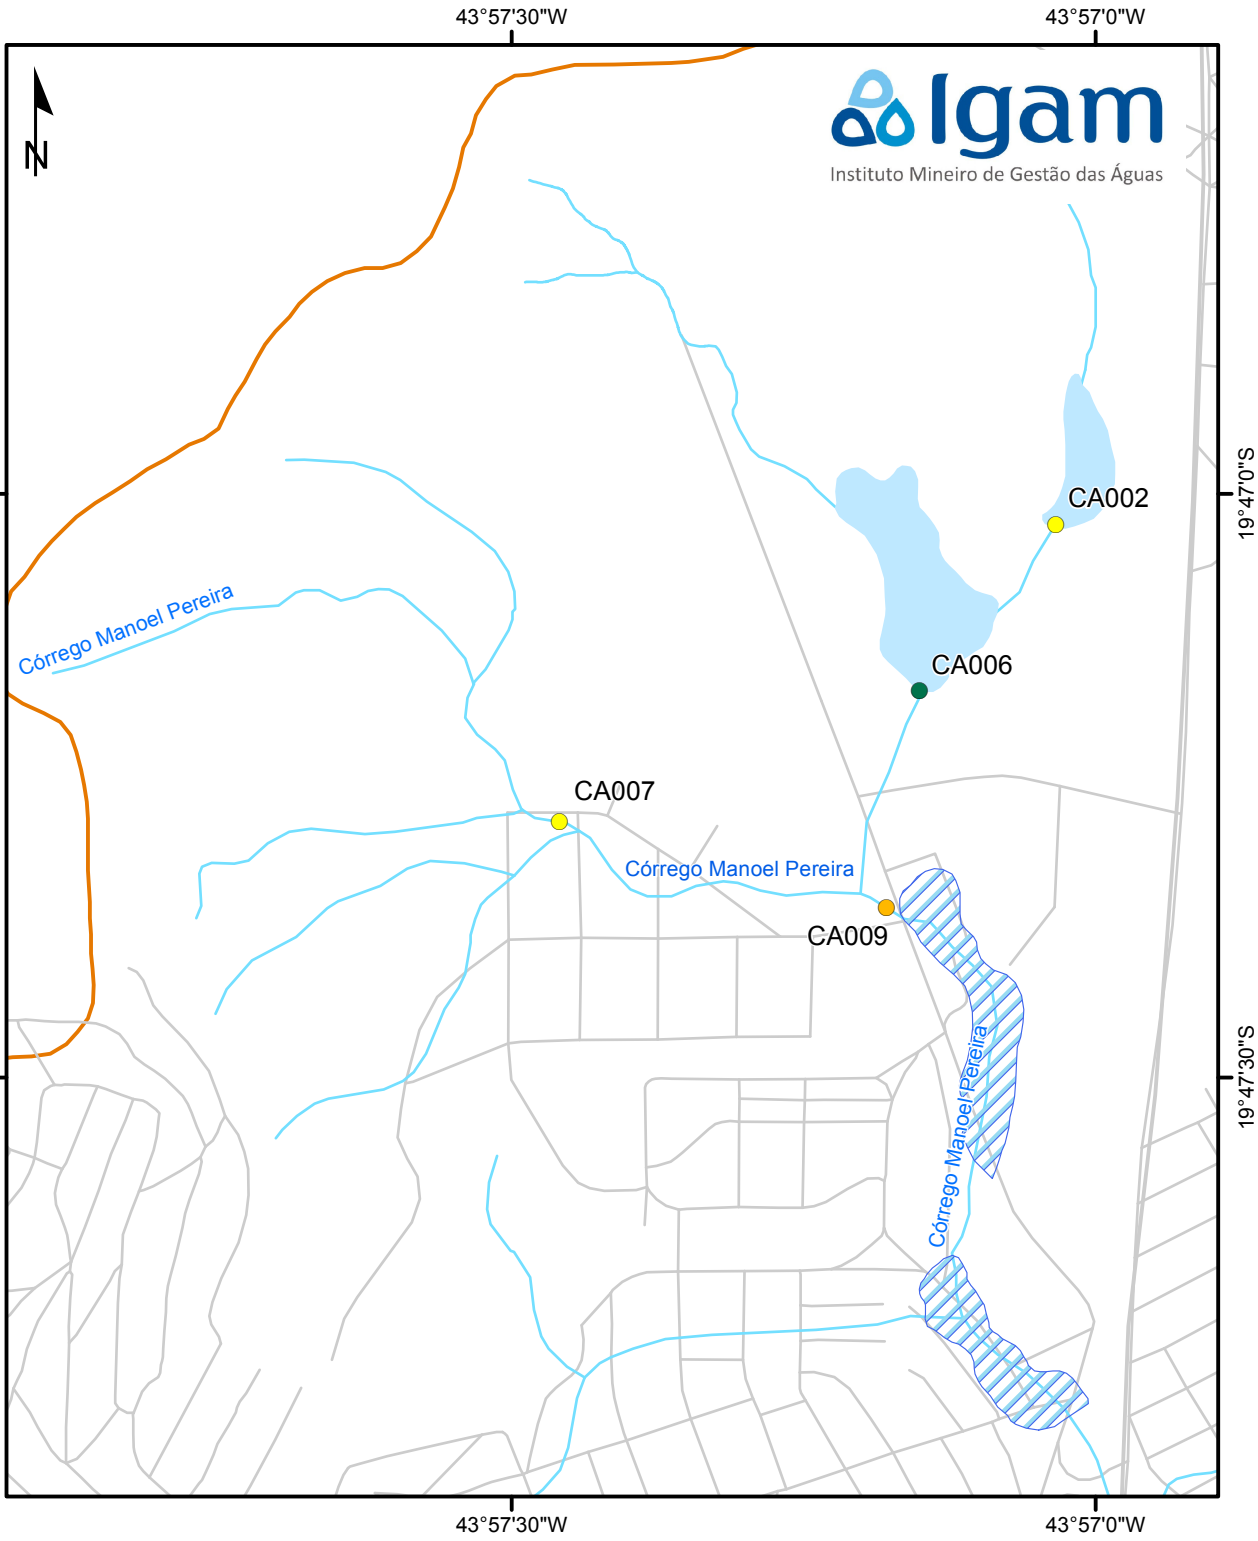 43°57'30"W
43°57'0"W
N
Igam
Instituto Mineiro de Gestão das Águas
CA002
19°47'0"S
Córrego Manoel Pereira
CA006
CA007
Córrego Manoel Pereira
CA009
Córrego Manoel Pereira
19°47'30"S
43°57'30"W
43°57'0"W